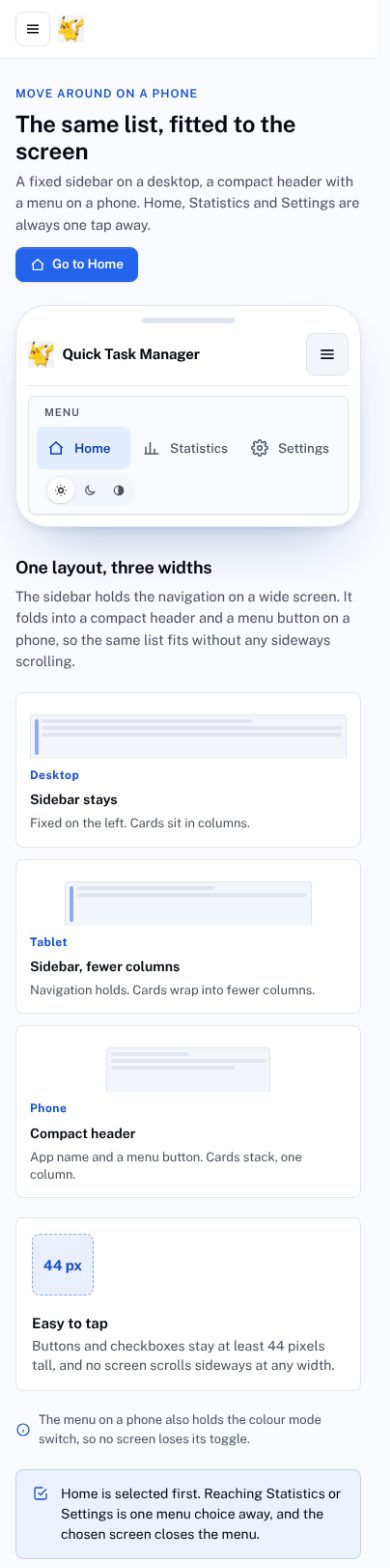 MOVE AROUND ON A PHONE
The same list, fitted to the
screen
A fixed sidebar on a desktop, a compact header with
a menu on a phone. Home, Statistics and Settings are
always one tap away.
Go to Home
Quick Task Manager
MENU
Home
Statistics
Settings
One layout, three widths
The sidebar holds the navigation on a wide screen. It
folds into a compact header and a menu button on a
phone, so the same list fits without any sideways
scrolling.
Desktop
Sidebar stays
Fixed on the left. Cards sit in columns.
Tablet
Sidebar, fewer columns
Navigation holds. Cards wrap into fewer columns.
Phone
Compact header
App name and a menu button. Cards stack, one
column.
44 px
Easy to tap
Buttons and checkboxes stay at least 44 pixels
tall, and no screen scrolls sideways at any width.
The menu on a phone also holds the colour mode
switch, so no screen loses its toggle.
Home is selected first. Reaching Statistics or
Settings is one menu choice away, and the
chosen screen closes the menu.